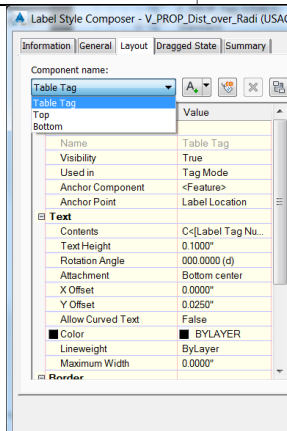 Label Style Composer - V_PROP_Dist_over_Radi (USAC
Information General Layout Dragged State Summary
Component name:
Table Tag
Table Tag
Top
Bottom
Value
Name Table Tag
Visibility True
Used in Tag Mode
Anchor Component <Feature>
Anchor Point Label Location
Text
Contents C<[Label Tag Nu...
Text Height 0.1000"
Rotation Angle 000.0000 (d)
Attachment Bottom center
X Offset 0.0000"
Y Offset 0.0250"
Allow Curved Text False
Color BYLAYER
Lineweight ByLayer
Maximum Width 0.0000"
Border